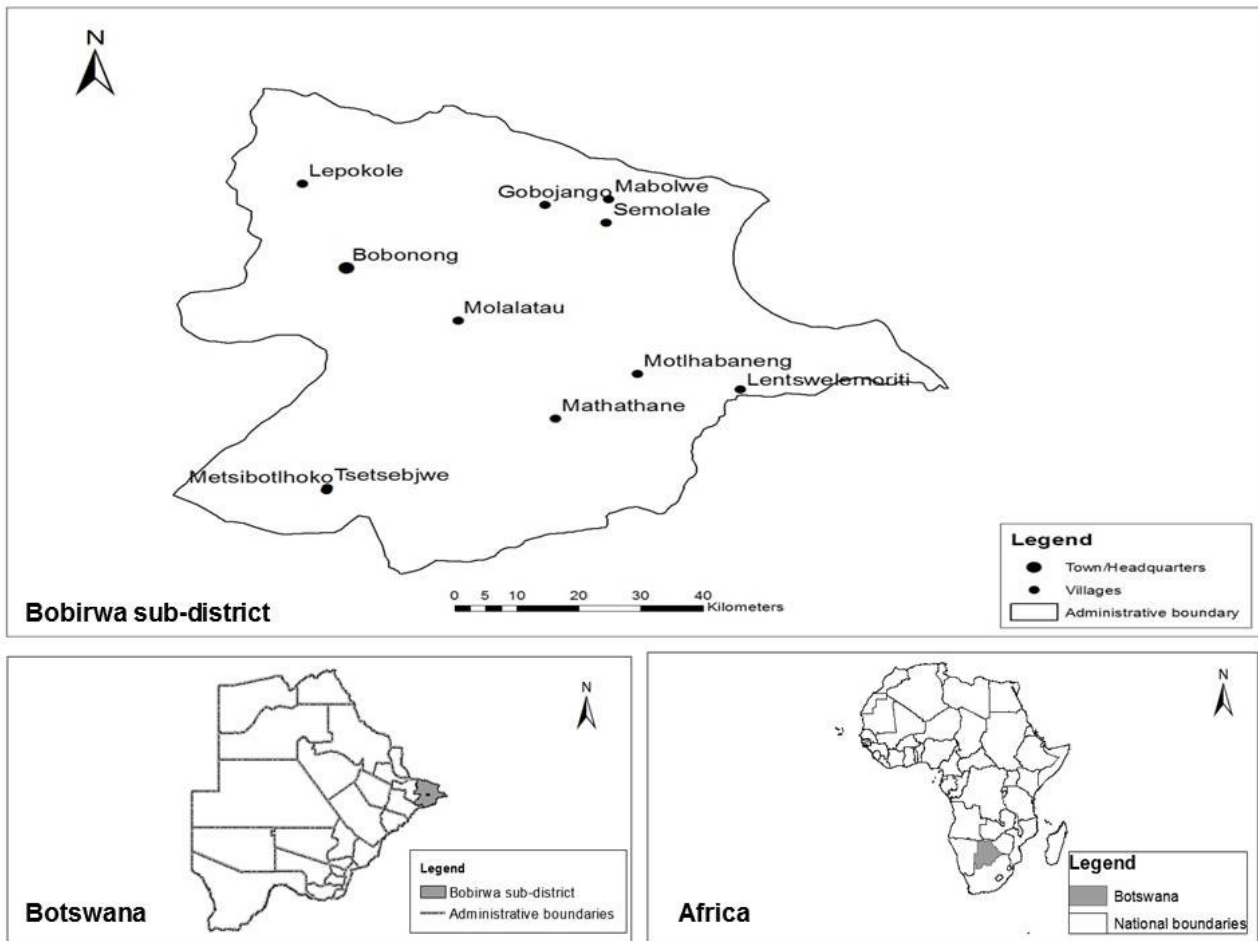 N
Lepokole
Mabolwe
Gobojango
Semolale
Bobonong
Molalatau
Motlhabaneng
Lentswelemoriti
Mathathane
Metsibotlhoko Tsetsebjwe
Legend
Town/Headquarters
Villages
Administrative boundary
0 5 10 20 30 40
Kilometers
Bobirwa sub-district
N
Legend
Bobirwa sub-district
Administrative boundaries
Botswana
N
Legend
Botswana
National boundaries
Africa